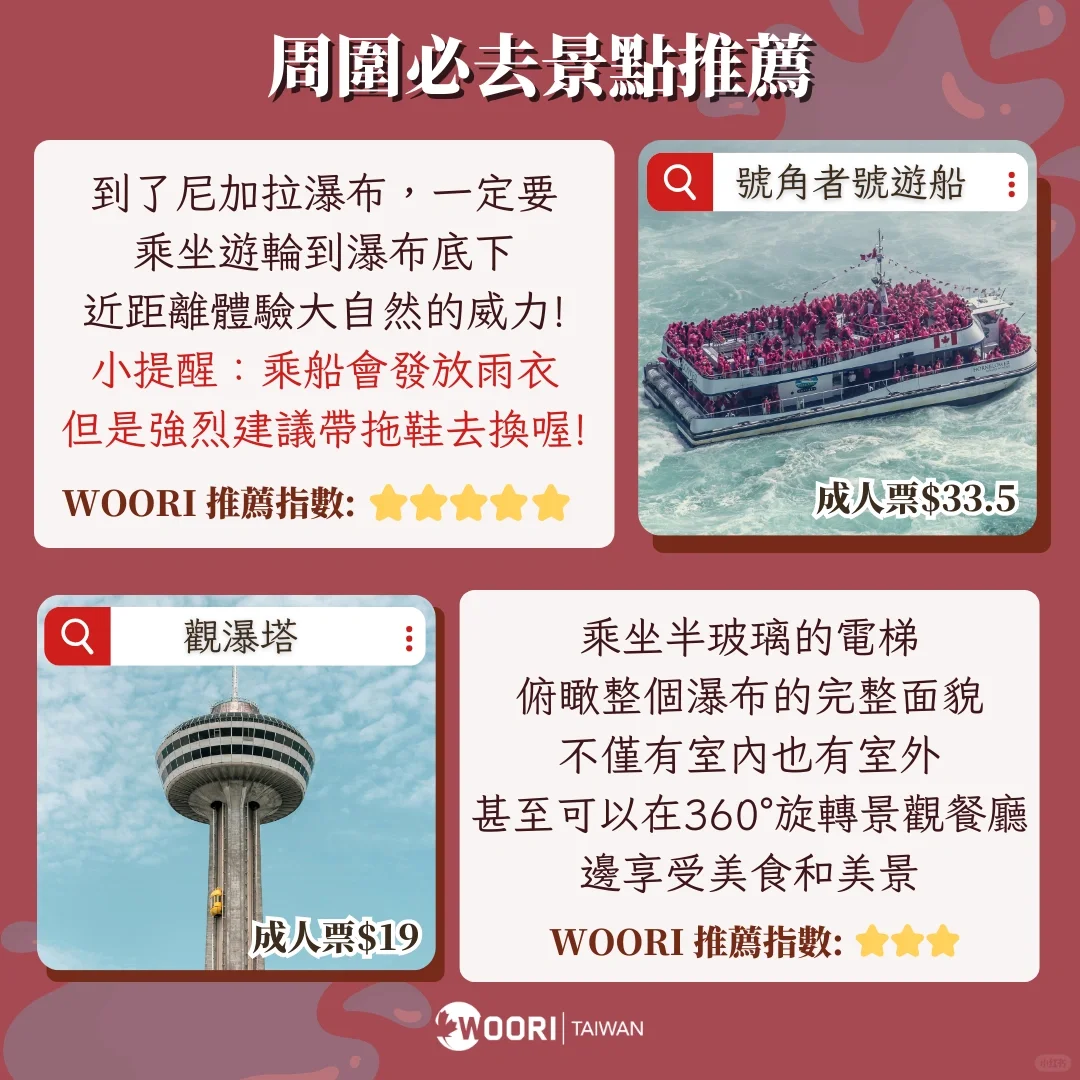 周圍必去景點推薦
到了尼加拉瀑布，一定要
乘坐遊輪到瀑布底下
近距離體驗大自然的威力!
小提醒：乘船會發放雨衣
但是強烈建議帶拖鞋去換喔!
WOORI 推薦指數:
號角者號遊船
成人票$33.5
觀瀑塔
成人票$19
乘坐半玻璃的電梯
俯瞰整個瀑布的完整面貌
不僅有室內也有室外
甚至可以在360°旋轉景觀餐廳
邊享受美食和美景
WOORI 推薦指數:
WOORI | TAIWAN
小红书